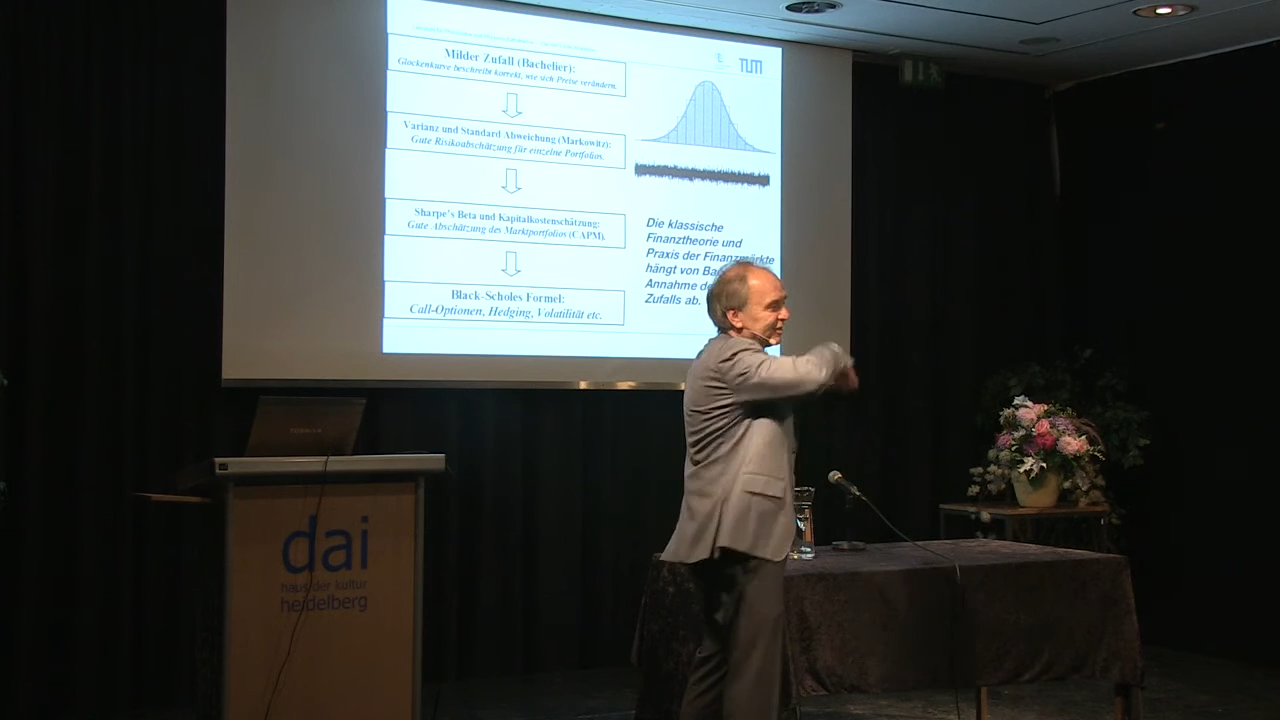 Milder Zufall (Bachelier):
Glockenkurve beschreibt korrekt, wie sich Preise verändern.
Varianz und Standard Abweichung (Markowitz):
Gute Risikoabschätzung für einzelne Portfolios.
Sharpe's Beta und Kapitalkostenschätzung:
Gute Abschätzung des Marktportfolios (CAPM).
Black-Scholes Formel:
Call-Optionen, Hedging, Volatilität etc.
TUM
Die klassische
Finanztheorie und
Praxis der Finanzmärkte
hängt von
Annahme
Zufalls ab.
TOSHIBA
dai
haus der kultur
heidelberg